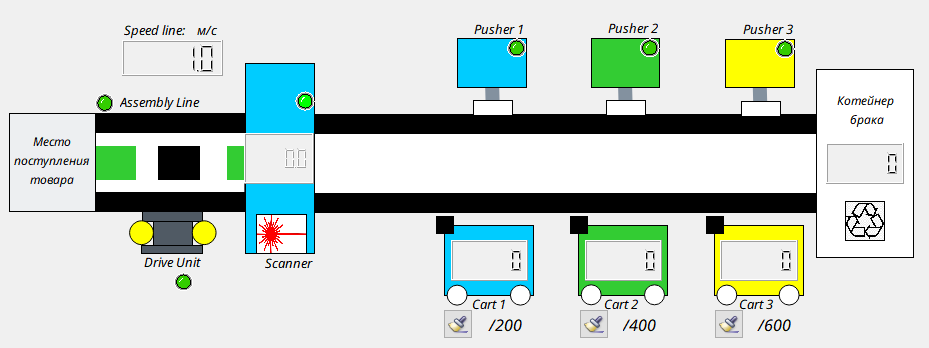 Speed line: м/с
1.0
Assembly Line
Pusher 1
Pusher 2
Pusher 3
Место
поступления
товара
00
Котейнер
брака
0
Drive Unit
Scanner
0
0
0
Cart 1
Cart 2
Cart 3
/200
/400
/600